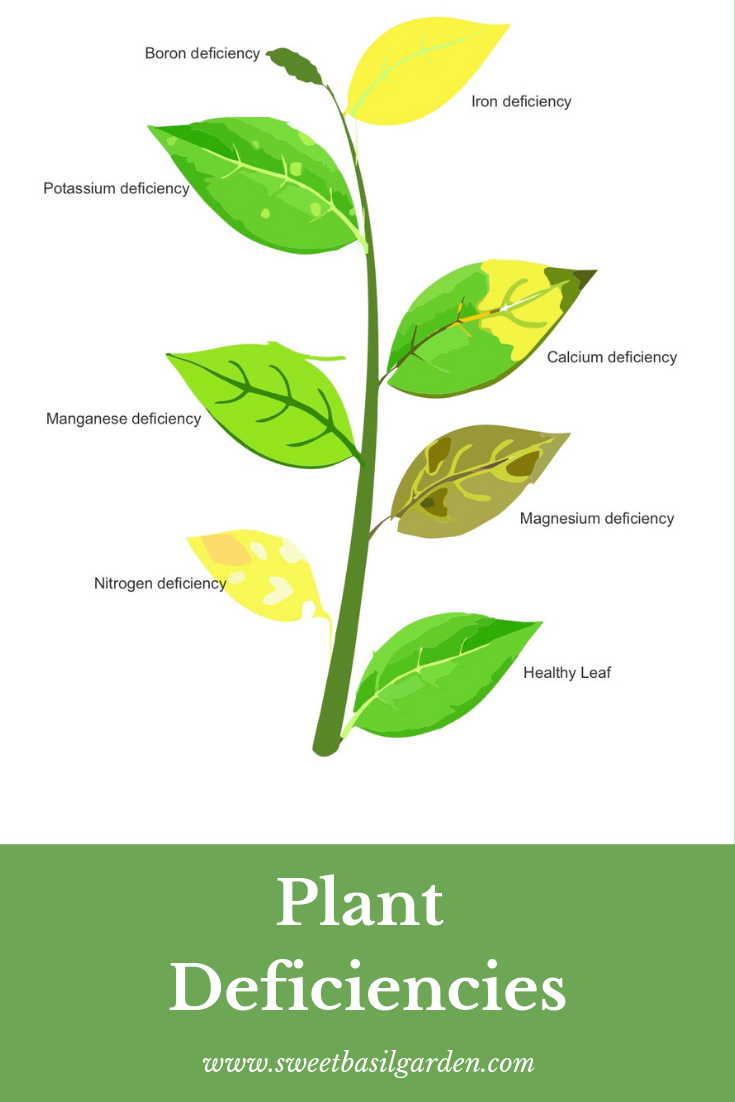 Boron deficiency
Iron deficiency
Potassium deficiency
Calcium deficiency
Manganese deficiency
Magnesium deficiency
Nitrogen deficiency
Healthy Leaf
Plant
Deficiencies
www.sweetbasilgarden.com